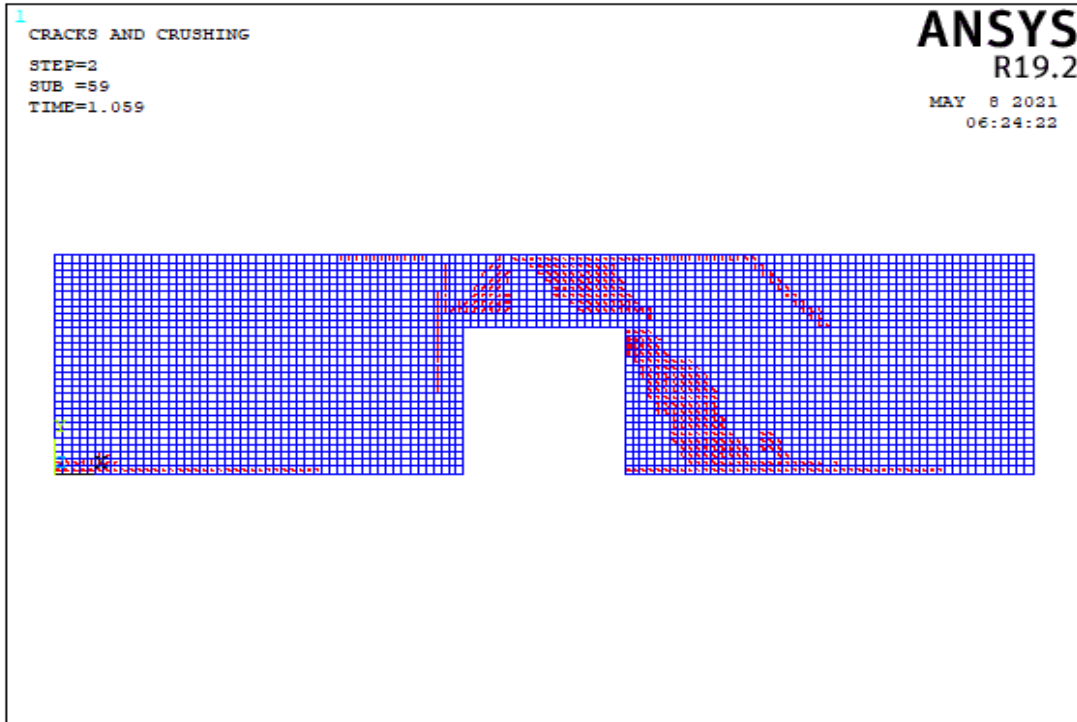 1
CRACKS AND CRUSHING
STEP=2
SUB =59
TIME=1.059
ANSYS
R19.2
MAY 8 2021
06:24:22
Y
X